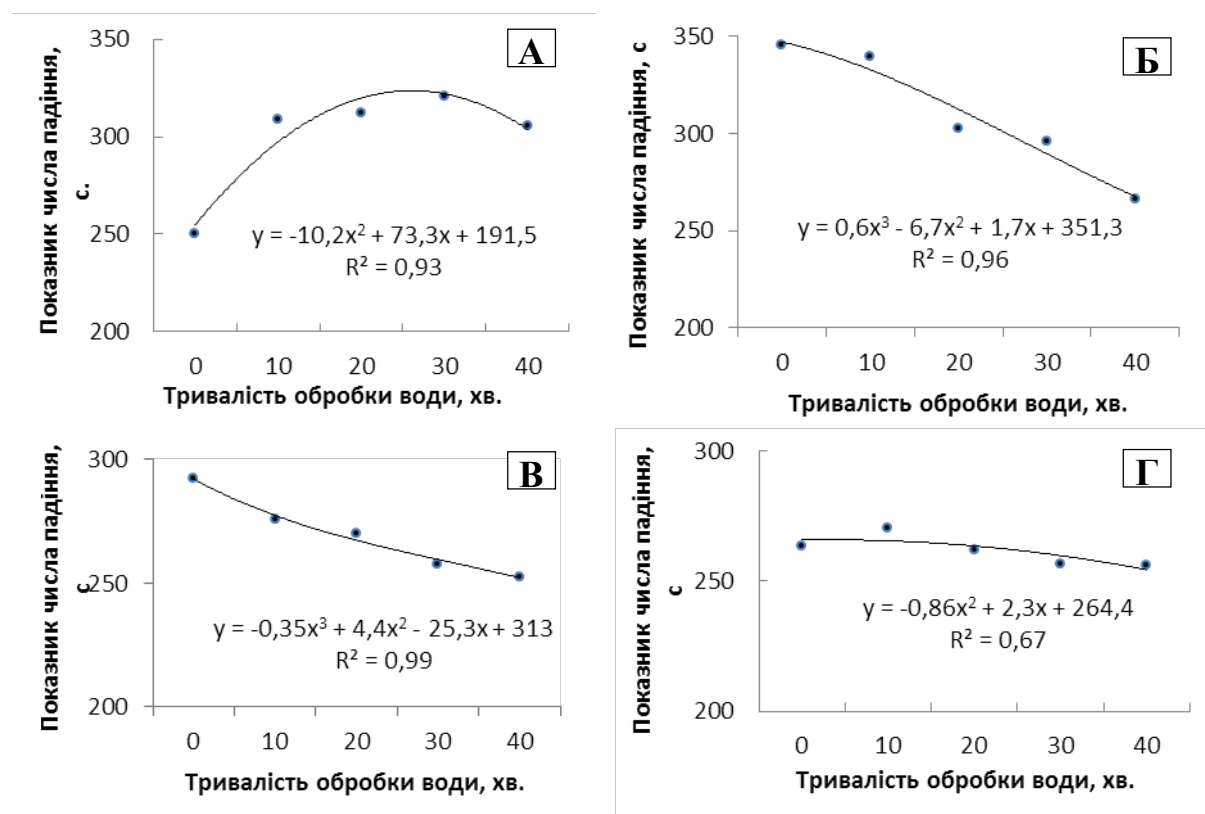 А
Показник числа падіння,
с.
350
300
250
200
y = -10,2x² + 73,3x + 191,5
R² = 0,93
0 10 20 30 40
Тривалість обробки води, хв.
Б
Показник числа падіння, с
350
300
250
200
y = 0,6x³ - 6,7x² + 1,7x + 351,3
R² = 0,96
0 10 20 30 40
Тривалість обробки води, хв.
В
Показник числа падіння,
с
300
250
200
y = -0,35x³ + 4,4x² - 25,3x + 313
R² = 0,99
0 10 20 30 40
Тривалість обробки води, хв.
Г
Показник числа падіння,
с
300
250
200
y = -0,86x² + 2,3x + 264,4
R² = 0,67
0 10 20 30 40
Тривалість обробки води, хв.